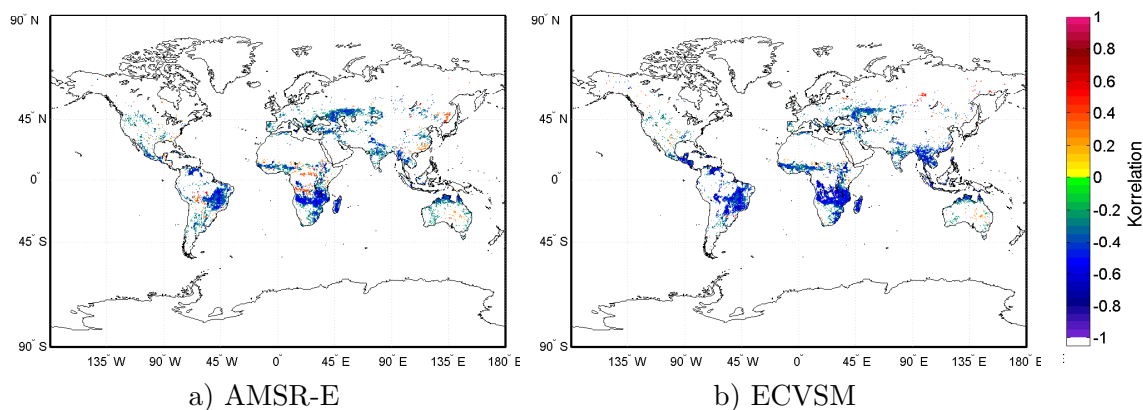 90° N
45° N
0°
45° S
90° S
135° W 90° W 45° W 0° 45° E 90° E 135° E 180° E
a) AMSR-E
90° N
45° N
0°
45° S
90° S
135° W 90° W 45° W 0° 45° E 90° E 135° E 180° E
b) ECVSM
1
0.8
0.6
0.4
0.2
0
-0.2
-0.4
-0.6
-0.8
-1
Korrelation